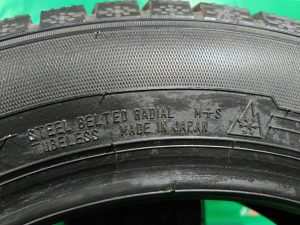 STEEL BELTED RADIAL M+S
TUBELESS MADE IN JAPAN